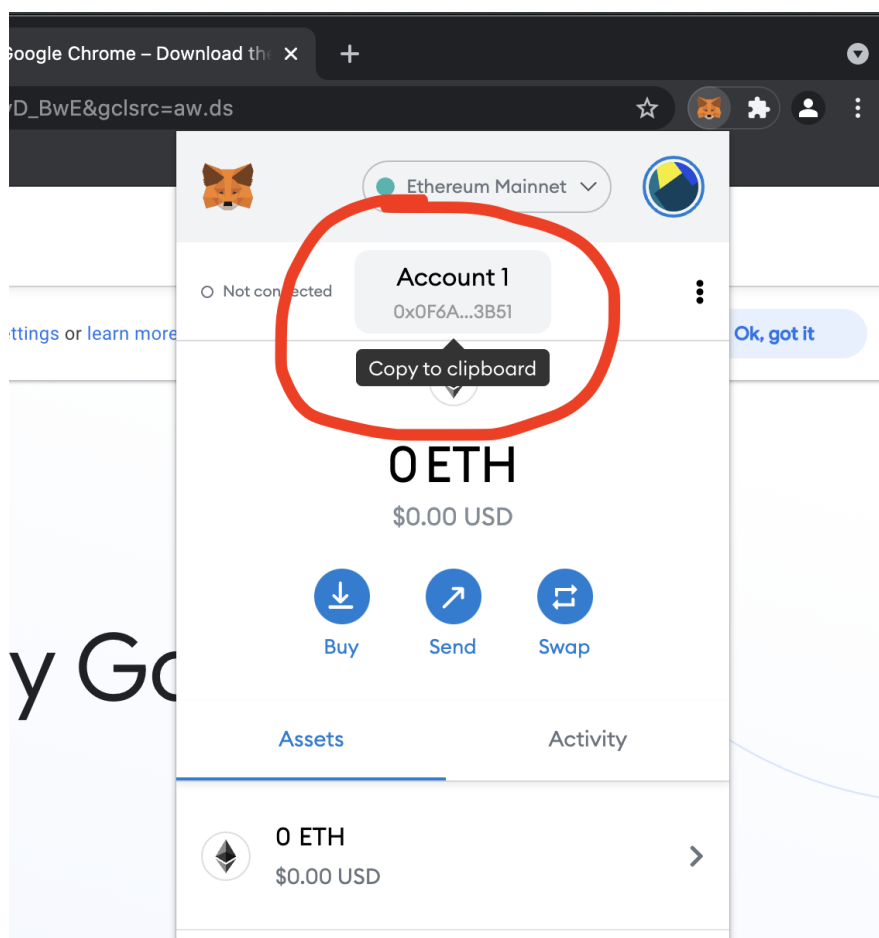 Google Chrome – Download the
D_BwE&gclsrc=aw.ds
Ethereum Mainnet
Not connected
Account 1
0x0F6A...3B51
ettings or learn more
Ok, got it
Copy to clipboard
0 ETH
$0.00 USD
Buy
Send
Swap
y Go
Assets
Activity
0 ETH
$0.00 USD